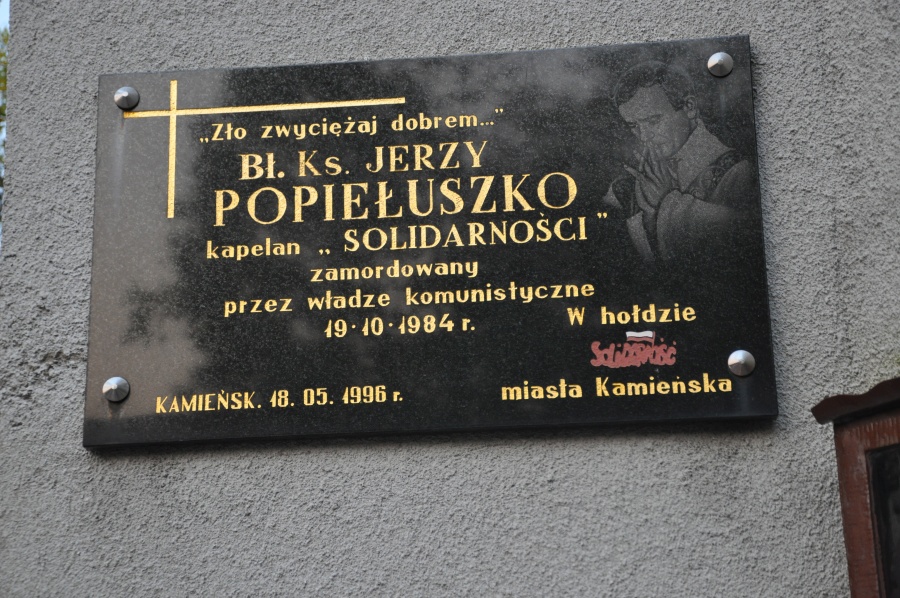 „Zło zwyciężaj dobrem..."
Bł. Ks. JERZY
POPIEŁUSZKO
kapelan „SOLIDARNOŚCI"
zamordowany
przez władze komunistyczne
19·10·1984 r.
W hołdzie
Solidarność
miasta Kamieńska
KAMIEŃSK. 18. 05. 1996 r.